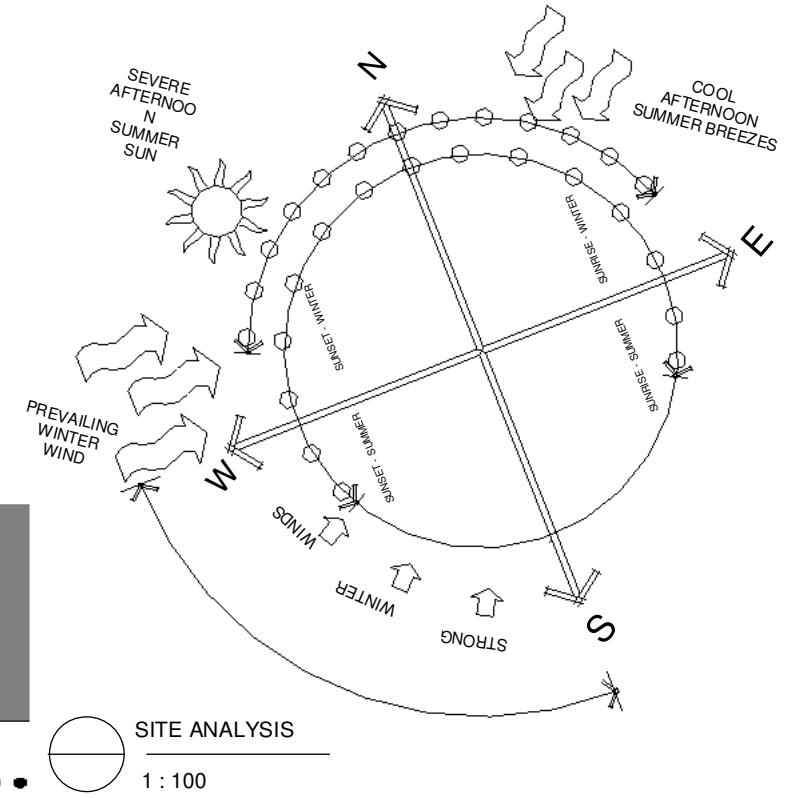 N
SEVERE
AFTERNOO
N
SUMMER
SUN
COOL
AFTERNOON
SUMMER BREEZES
E
SUNRISE - WINTER
SUNSET - WINTER
SUNRISE - SUMMER
SUNSET - SUMMER
PREVAILING
WINTER
WIND
W
STRONG
WINTER
WINDS
S
SITE ANALYSIS
1 : 100